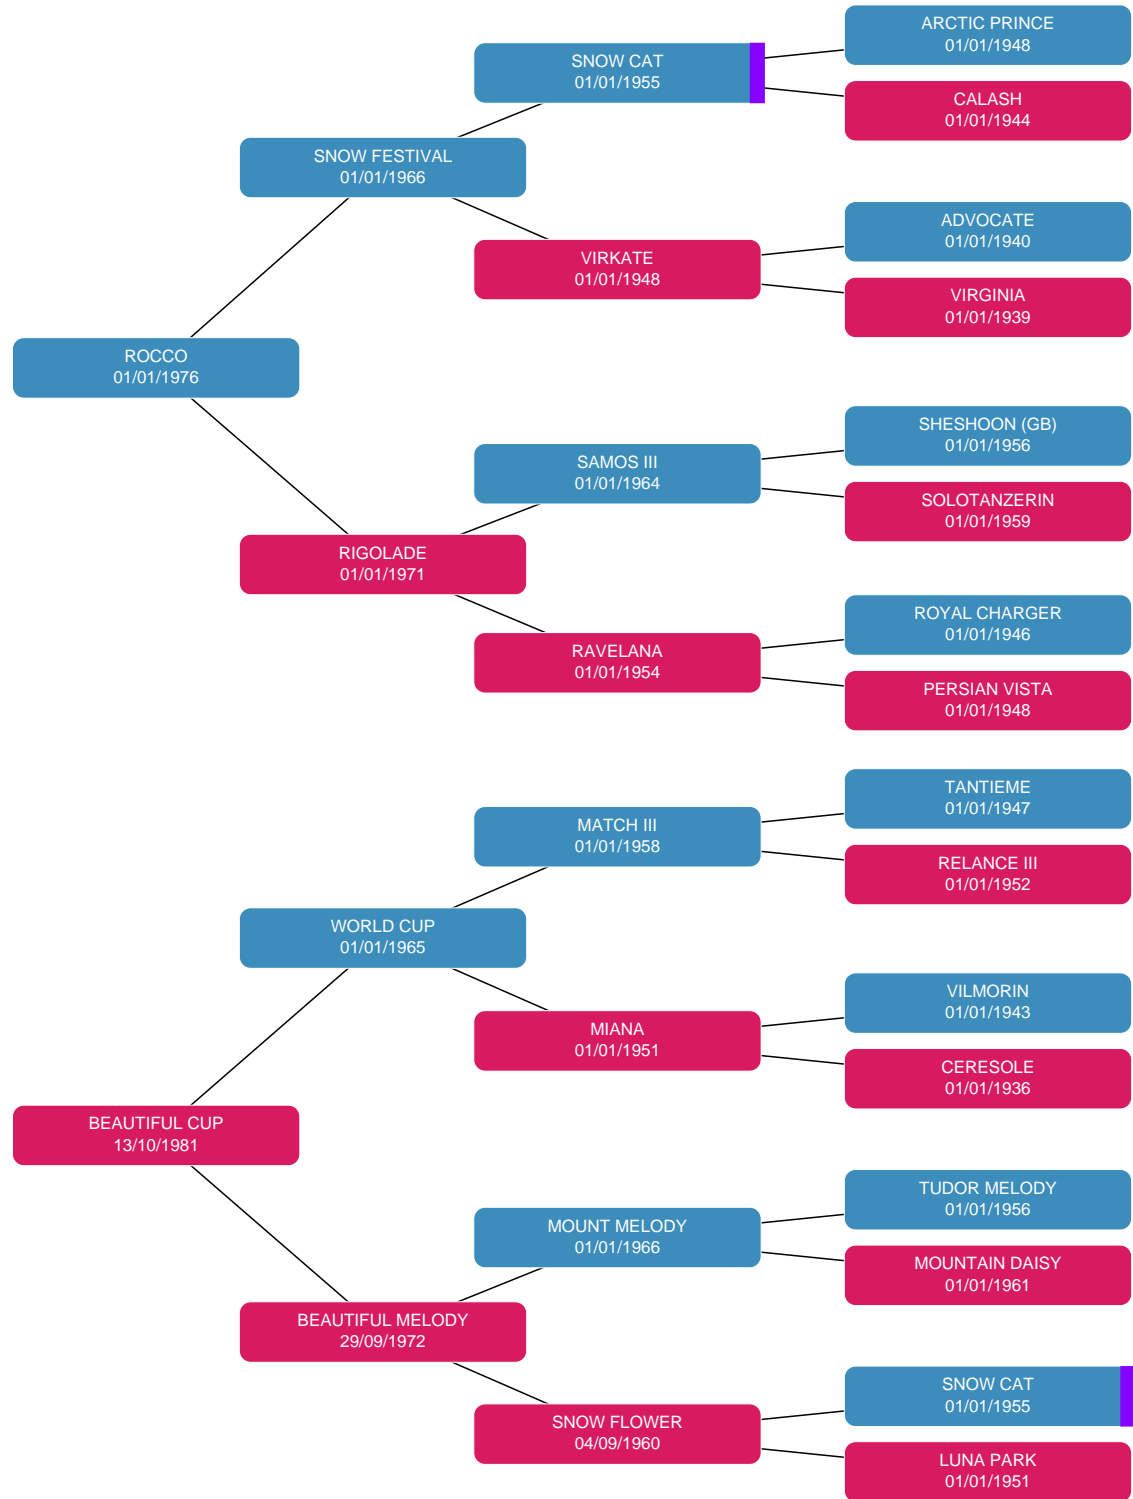 ARCTIC PRINCE
01/01/1948
SNOW CAT
01/01/1955
CALASH
01/01/1944
SNOW FESTIVAL
01/01/1966
ADVOCATE
01/01/1940
VIRKATE
01/01/1948
VIRGINIA
01/01/1939
ROCCO
01/01/1976
SHESHOON (GB)
01/01/1956
SAMOS III
01/01/1964
SOLOTANZERIN
01/01/1959
RIGOLADE
01/01/1971
ROYAL CHARGER
01/01/1946
RAVELANA
01/01/1954
PERSIAN VISTA
01/01/1948
TANTIEME
01/01/1947
MATCH III
01/01/1958
RELANCE III
01/01/1952
WORLD CUP
01/01/1965
VILMORIN
01/01/1943
MIANA
01/01/1951
CERESOLE
01/01/1936
BEAUTIFUL CUP
13/10/1981
TUDOR MELODY
01/01/1956
MOUNT MELODY
01/01/1966
MOUNTAIN DAISY
01/01/1961
BEAUTIFUL MELODY
29/09/1972
SNOW CAT
01/01/1955
SNOW FLOWER
04/09/1960
LUNA PARK
01/01/1951